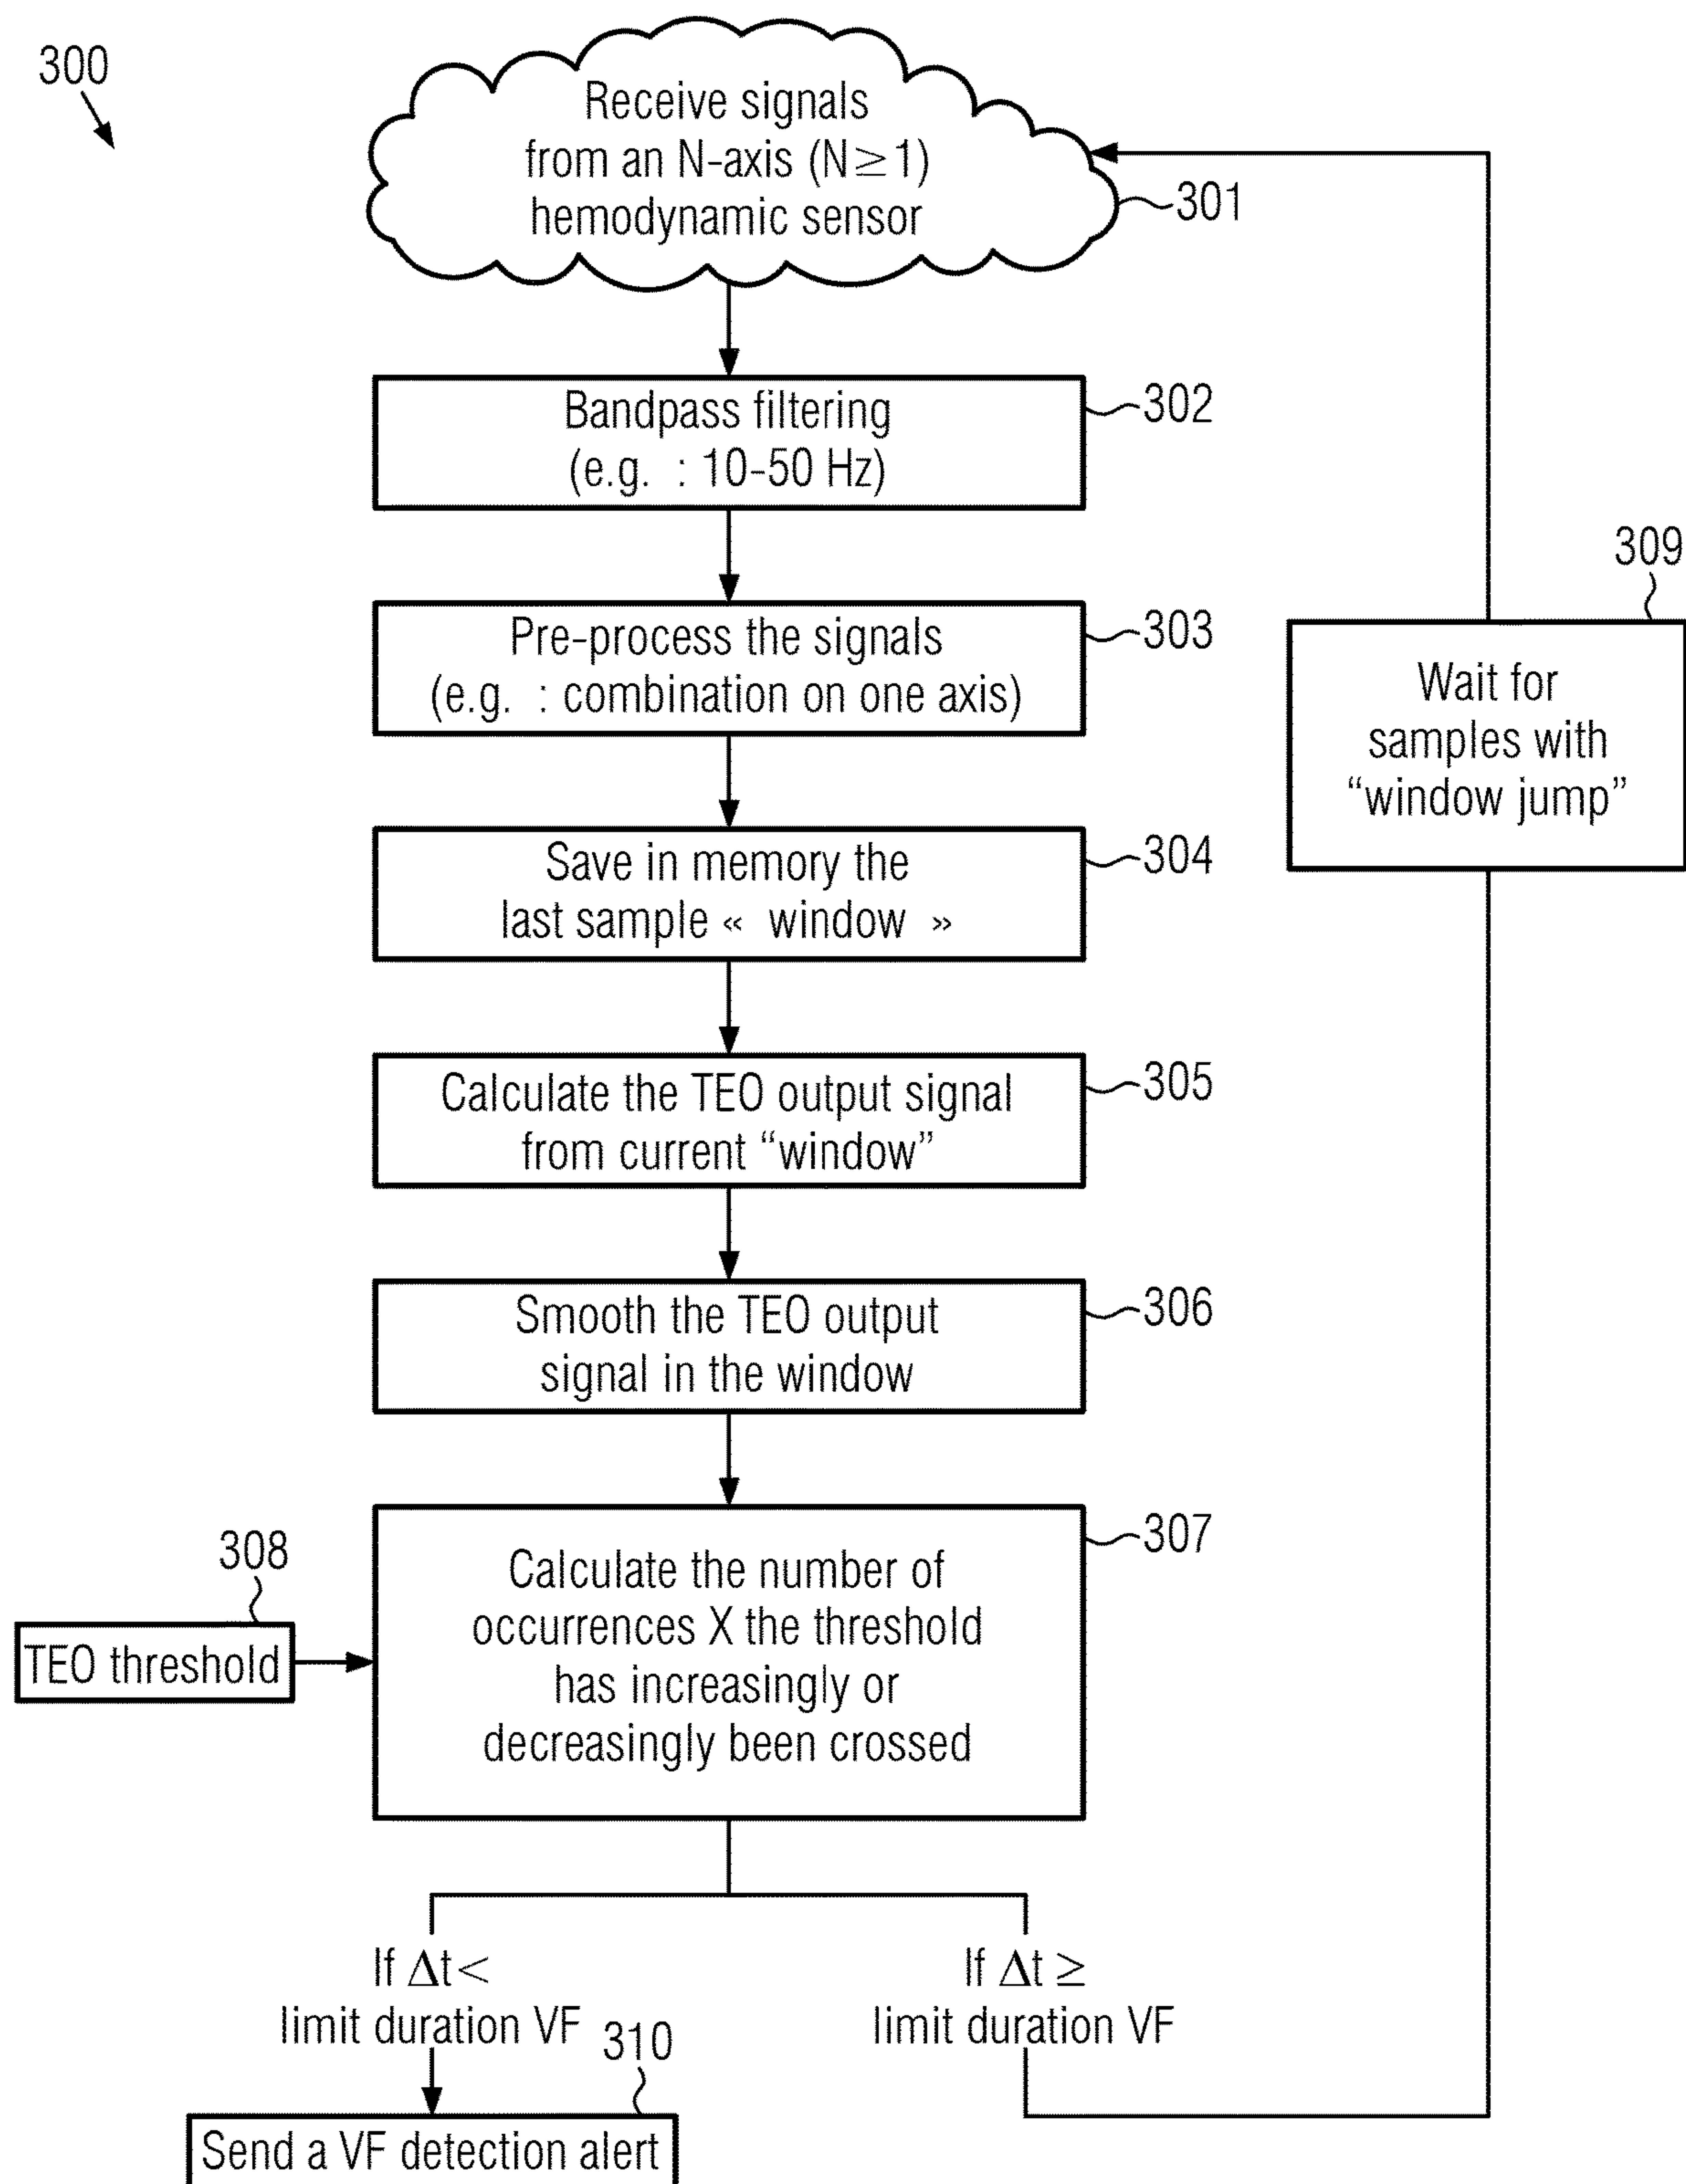 300
Receive signals
from an N-axis (N≥1)
hemodynamic sensor
301
Bandpass filtering
(e.g. : 10-50 Hz)
302
Pre-process the signals
(e.g. : combination on one axis)
303
309
Wait for
samples with
“window jump”
Save in memory the
last sample « window »
304
Calculate the TEO output signal
from current “window”
305
Smooth the TEO output
signal in the window
306
308
TEO threshold
Calculate the number of
occurrences X the threshold
has increasingly or
decreasingly been crossed
307
If Δt<
limit duration VF
If Δt ≥
limit duration VF
310
Send a VF detection alert